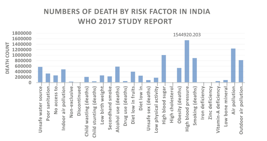 NUMBERS OF DEATH BY RISK FACTOR IN INDIA
WHO 2017 STUDY REPORT
DEATH COUNT
1800000
1600000
1400000
1200000
1000000
800000
600000
400000
200000
0
1544920.203
Unsafe water source…
Poor sanitation…
No access to…
Indoor air pollution…
Non-exclusive…
Discontinued…
Child wasting (deaths)
Child stunting (deaths)
Low birth weight…
Secondhand smoke…
Alcohol use (deaths)
Drug use (deaths)
Diet low in fruits…
Diet low in…
Unsafe sex (deaths)
Low physical activity…
High blood sugar…
High cholesterol…
Obesity (deaths)
High blood pressure…
Smoking (deaths)
Iron deficiency…
Zinc deficiency…
Vitamin-A deficiency…
Low bone mineral…
Air pollution…
Outdoor air pollution…